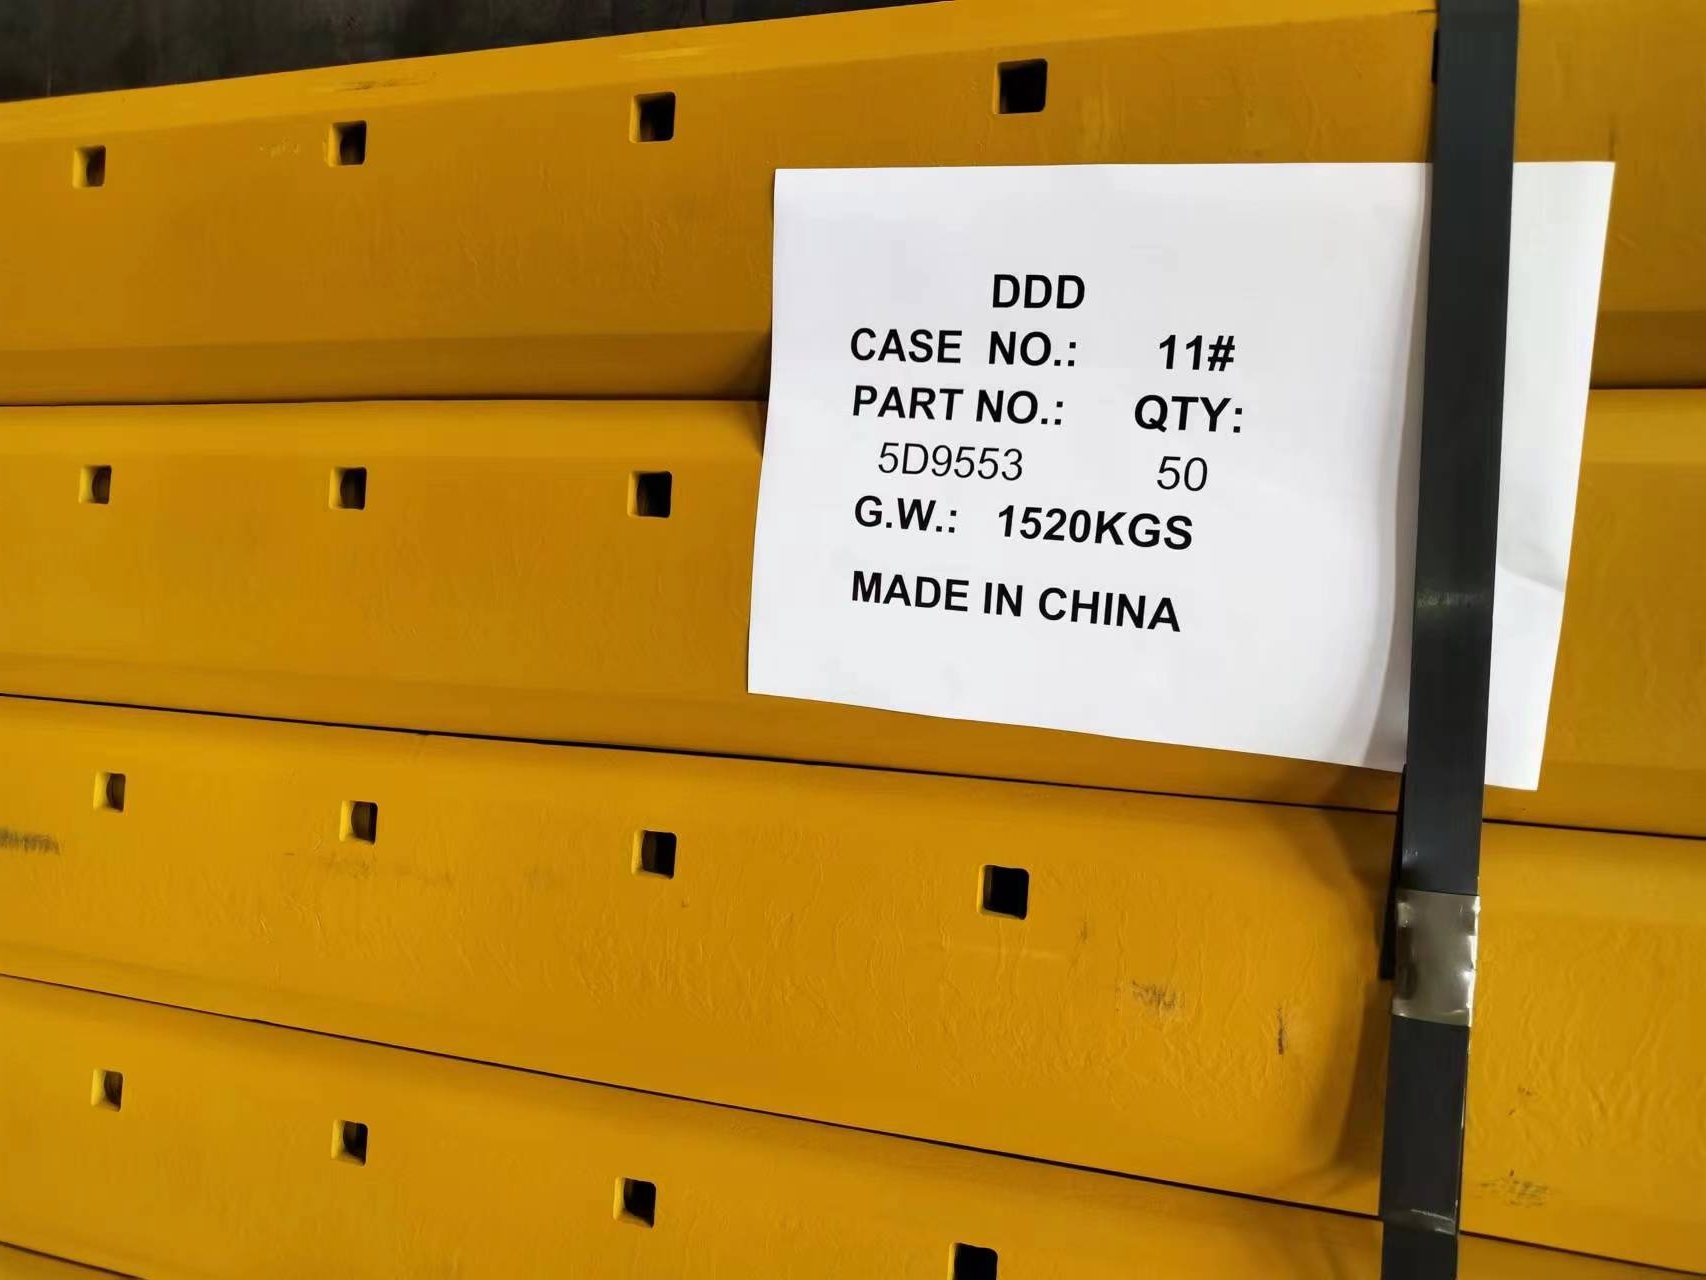 DDD
CASE NO.: 11#
PART NO.: QTY:
5D9553 50
G.W.: 1520KGS
MADE IN CHINA